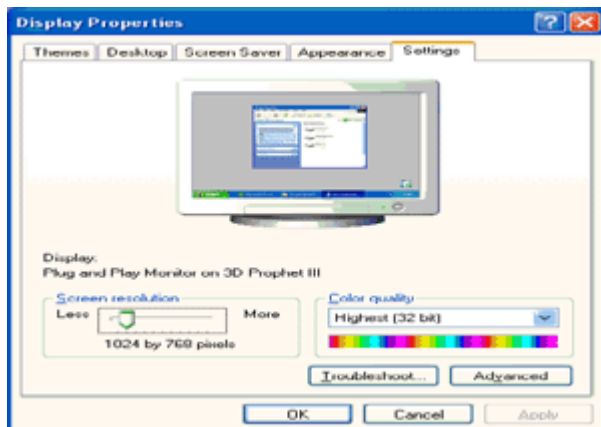 Display Properties
Themes Desktop Screen Saver Appearance Settings
Display:
Plug and Play Monitor on 3D Prophet III
Screen resolution
Less More
1024 by 768 pixels
Color quality
Highest (32 bit)
Troubleshoot... Advanced
OK Cancel Apply